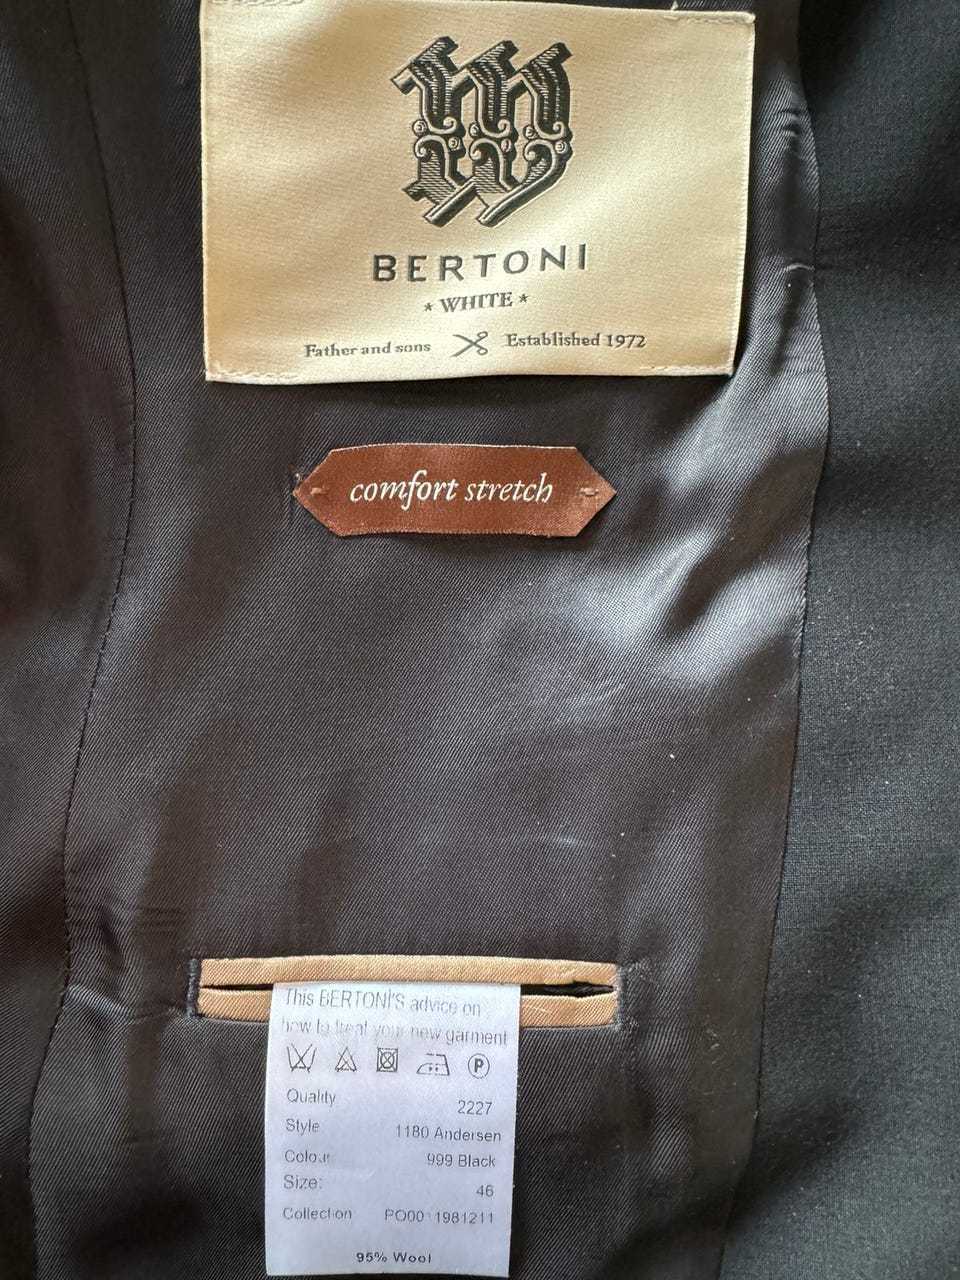 BERTONI
★ WHITE ★
Father and sons Established 1972
comfort stretch
This BERTONI'S advice on
how to treat your new garment
P
Quality 2227
Style 1180 Andersen
Colour 999 Black
Size: 46
Collection
95% Wool